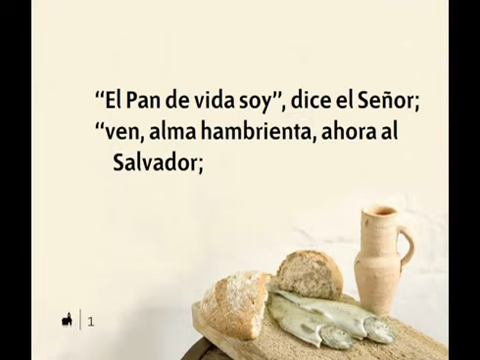 “El Pan de vida soy”, dice el Señor;
“ven, alma hambrienta, ahora al
Salvador;
1